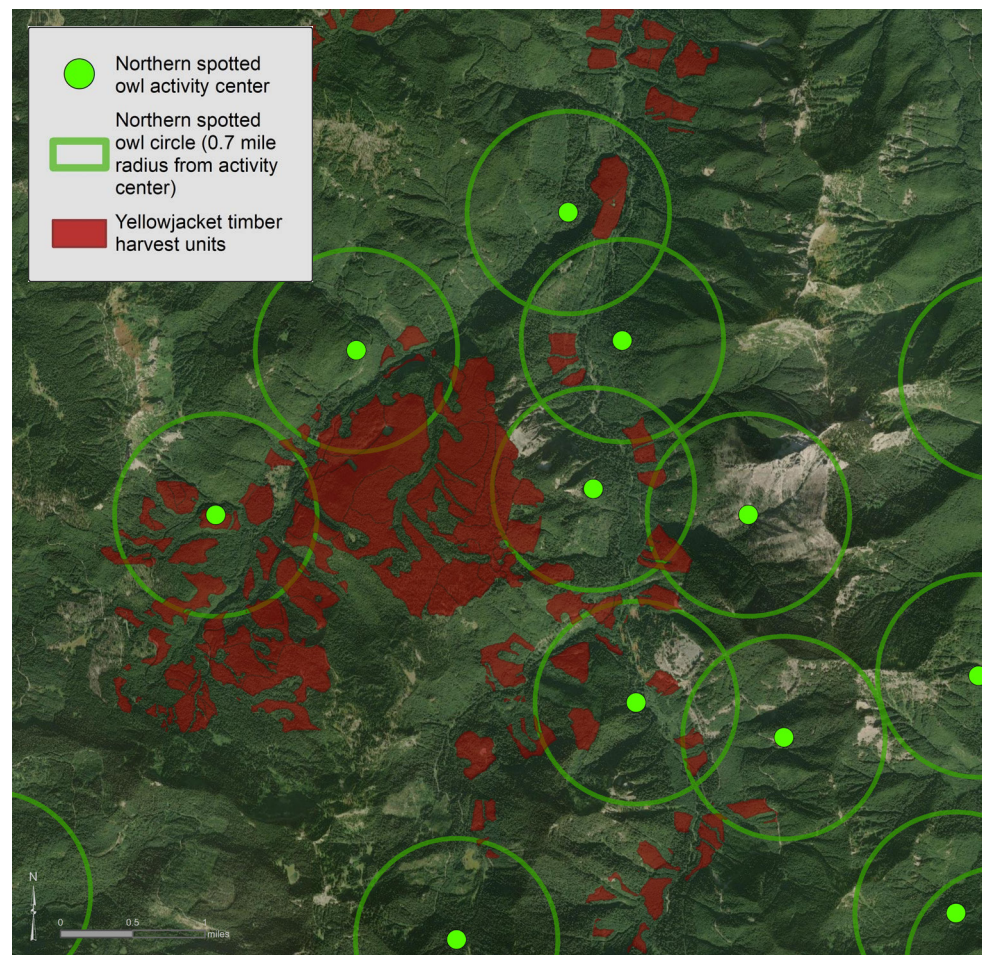 Northern spotted
owl activity center
Northern spotted
owl circle (0.7 mile
radius from activity
center)
Yellowjacket timber
harvest units
N
0 0.5 1
miles